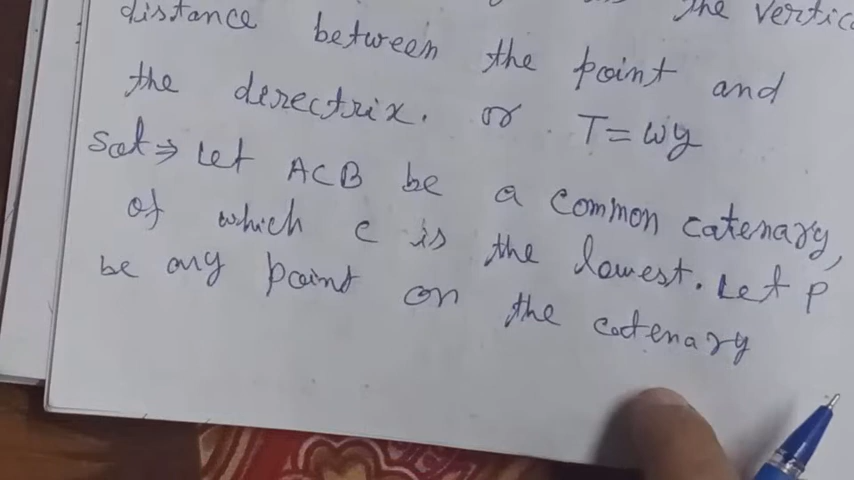 the vertic
distance between the point and
the directrix. or T = wy
Sol ⇒ Let ACB be a common catenary,
of which c is the lowest. Let P
be any point on the catenary